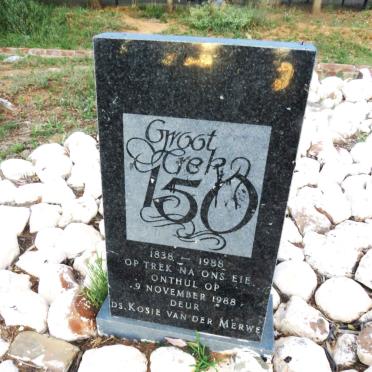 Groot
Trek
150
1838 - 1988
OP TREK NA ONS EIE
ONTHUL OP
9 NOVEMBER 1988
DEUR
DS. KOSIE VAN DER MERWE